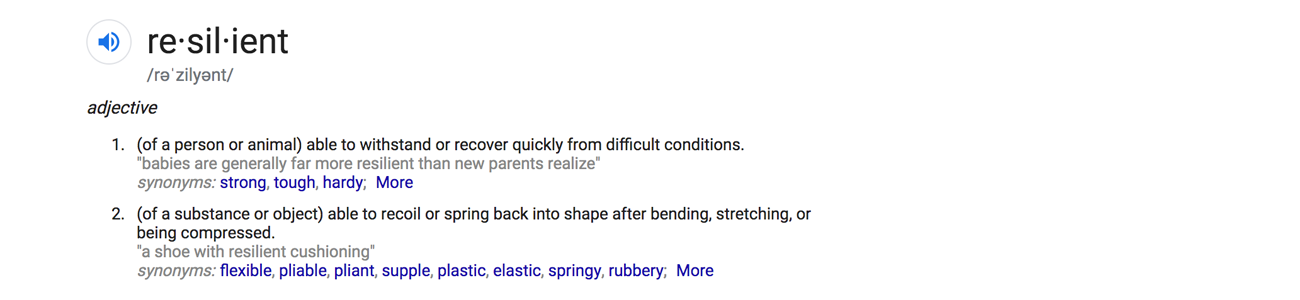 re·sil·ient
/rəˈzilyənt/
adjective
1. (of a person or animal) able to withstand or recover quickly from difficult conditions.
"babies are generally far more resilient than new parents realize"
synonyms: strong, tough, hardy; More
2. (of a substance or object) able to recoil or spring back into shape after bending, stretching, or
being compressed.
"a shoe with resilient cushioning"
synonyms: flexible, pliable, pliant, supple, plastic, elastic, springy, rubbery; More